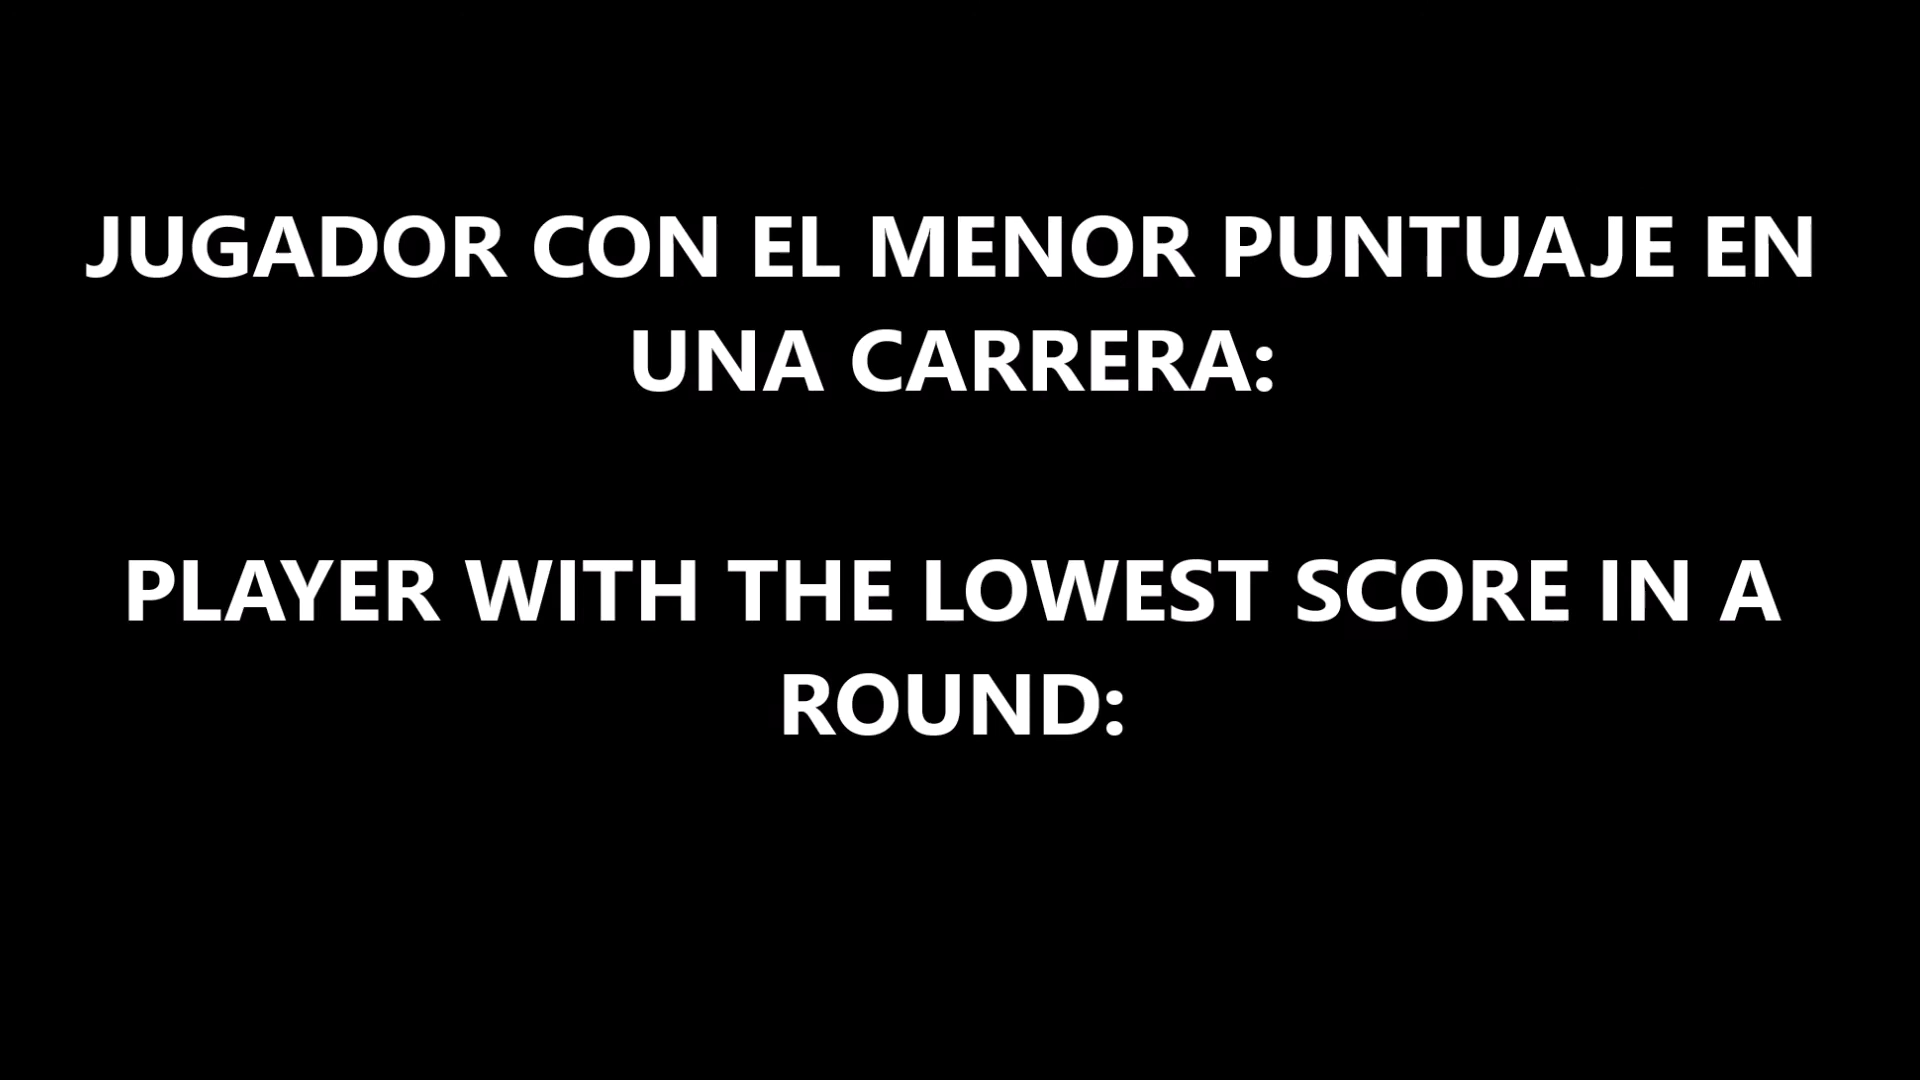 JUGADOR CON EL MENOR PUNTUAJE EN
UNA CARRERA:
PLAYER WITH THE LOWEST SCORE IN A
ROUND: